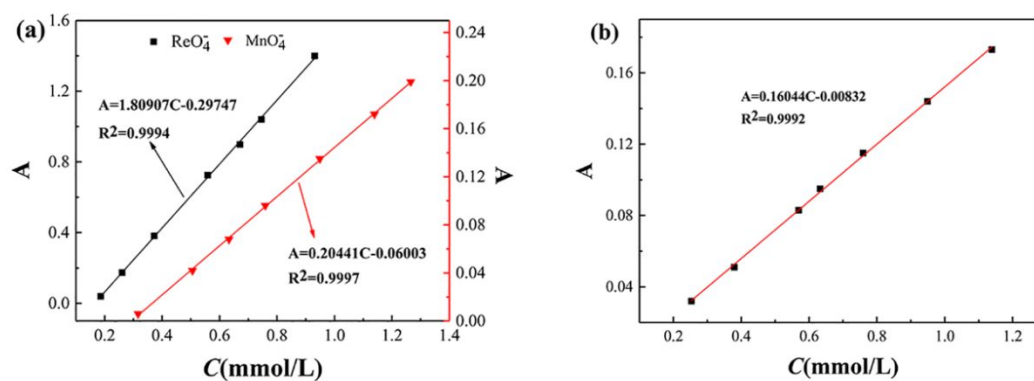 (a)
ReO₄⁻ MnO₄⁻
A=1.80907C-0.29747
R²=0.9994
A=0.20441C-0.06003
R²=0.9997
A
1.6
1.2
0.8
0.4
0.0
0.24
0.20
0.16
0.12
0.08
0.04
0.00
A
0.2 0.4 0.6 0.8 1.0 1.2 1.4
C(mmol/L)
(b)
A=0.16044C-0.00832
R²=0.9992
A
0.16
0.12
0.08
0.04
0.2 0.4 0.6 0.8 1.0 1.2
C(mmol/L)